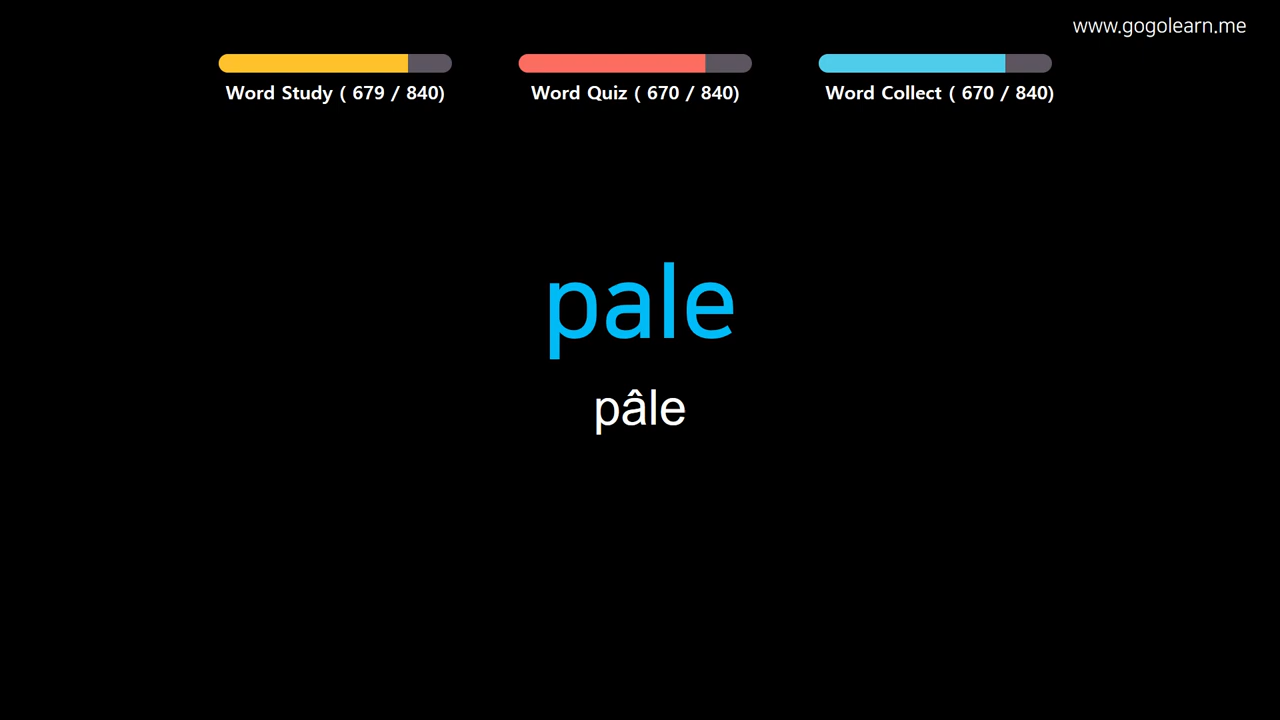 www.gogolearn.me
Word Study ( 679 / 840)
Word Quiz ( 670 / 840)
Word Collect ( 670 / 840)
pale
pâle